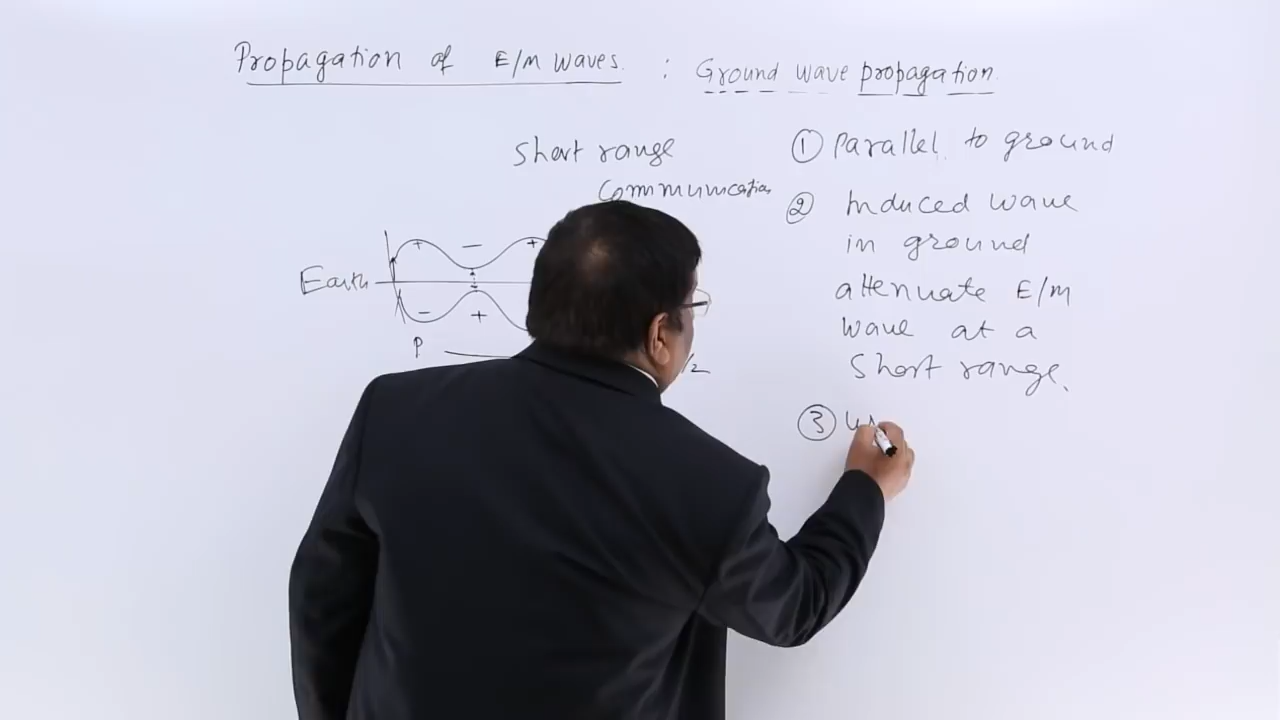 Propagation of E/M waves : Ground wave propagation
Short range
Communication
① Parallel to ground
② Induced wave
in ground
attenuate E/M
wave at a
Short range.
③
Earth
+ − +
− +
P /2